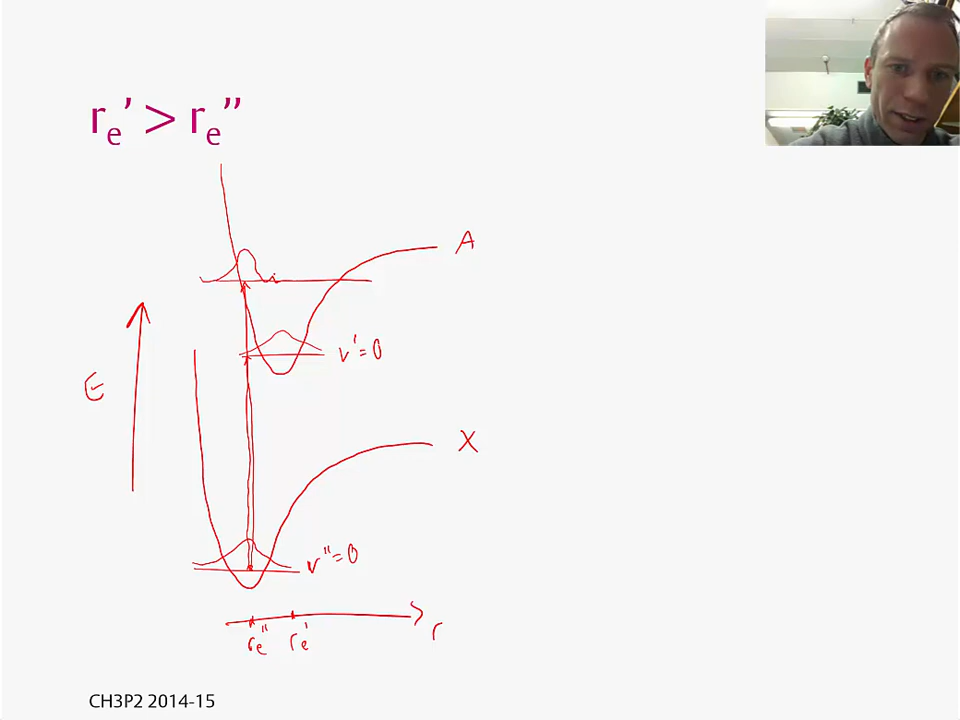 rₑ’ > rₑ”
A
v'=0
E
X
v"=0
r
rₑ" rₑ'
CH3P2 2014-15